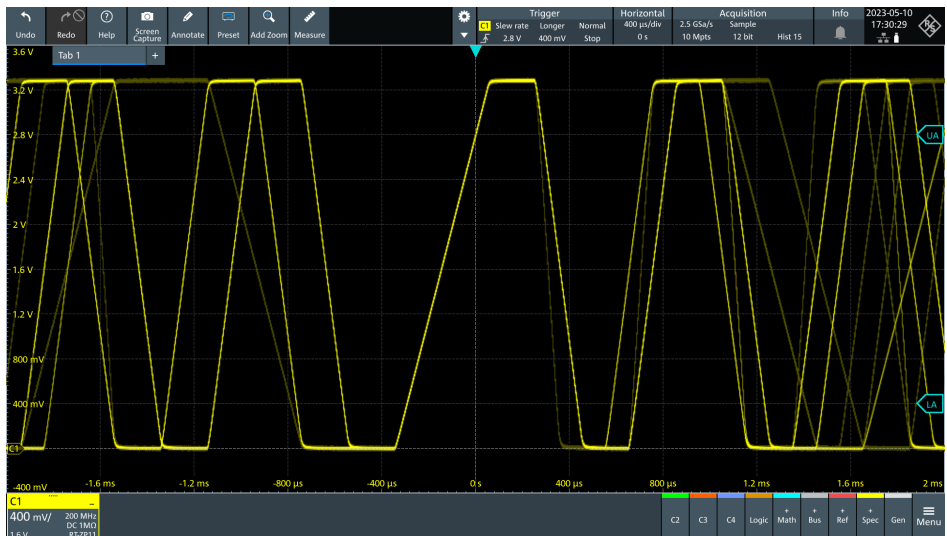 Undo
Redo
Help
Screen
Capture
Annotate
Preset
Add Zoom
Measure
Trigger
C1 Slew rate Longer Normal
2.8 V 400 mV Stop
Horizontal
400 µs/div
0 s
Acquisition
2.5 GSa/s Sample
10 Mpts 12 bit Hist 15
Info
2023-05-10
17:30:29
R&S
Tab 1 +
3.6 V
3.2 V
2.8 V
2.4 V
2 V
1.6 V
1.2 V
800 mV
400 mV
C1
-400 mV
UA
LA
-1.6 ms -1.2 ms -800 µs -400 µs 0 s 400 µs 800 µs 1.2 ms 1.6 ms 2 ms
C1
400 mV/ 200 MHz
DC 1MΩ
1.6 V RT-ZP11
C2
C3
C4
Logic
+ Math
+ Bus
+ Ref
+ Spec
Gen
Menu